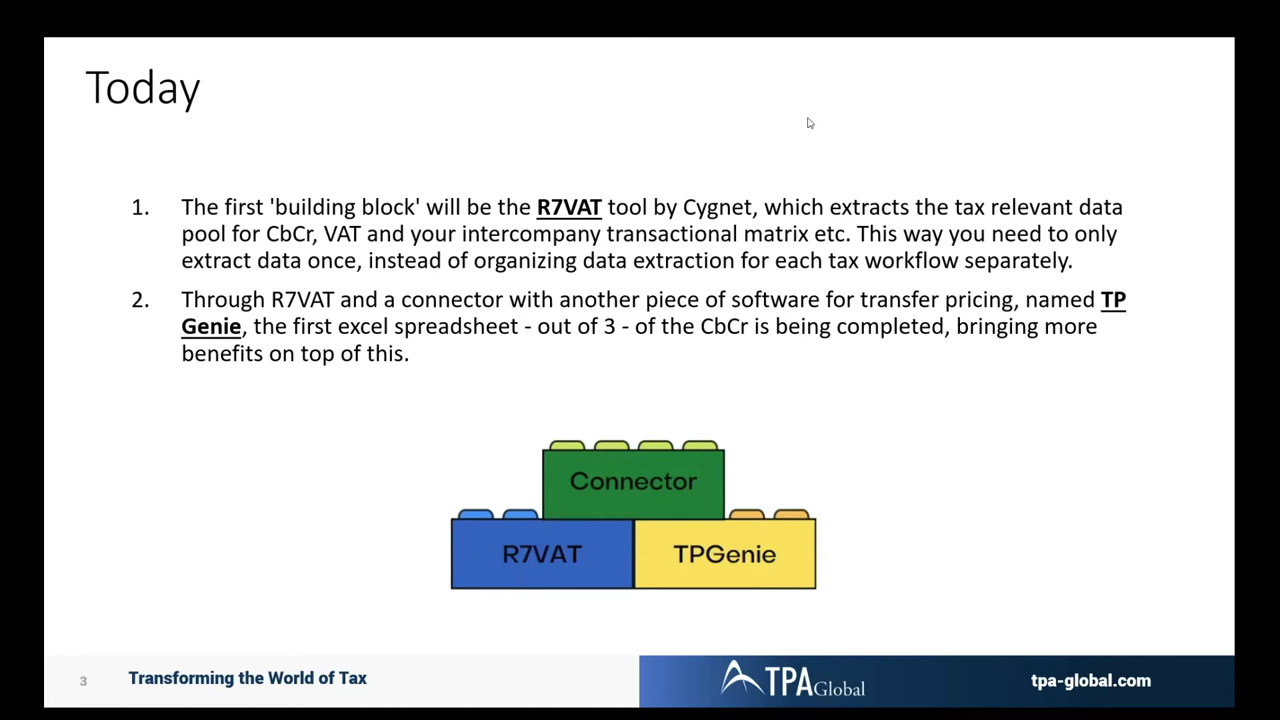 Today
1. The first 'building block' will be the R7VAT tool by Cygnet, which extracts the tax relevant data
pool for CbCr, VAT and your intercompany transactional matrix etc. This way you need to only
extract data once, instead of organizing data extraction for each tax workflow separately.
2. Through R7VAT and a connector with another piece of software for transfer pricing, named TP
Genie, the first excel spreadsheet - out of 3 - of the CbCr is being completed, bringing more
benefits on top of this.
Connector
R7VAT
TPGenie
3
Transforming the World of Tax
TPA Global
tpa-global.com